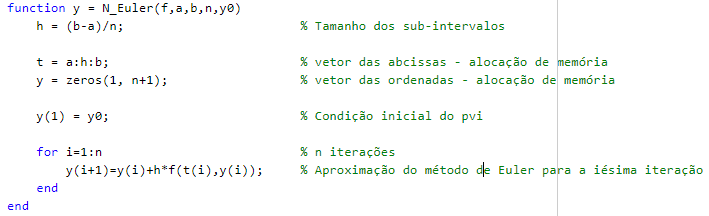 function y = N_Euler(f,a,b,n,y0)
h = (b-a)/n; % Tamanho dos sub-intervalos
t = a:h:b; % vetor das abcissas - alocação de memória
y = zeros(1, n+1); % vetor das ordenadas - alocação de memória
y(1) = y0; % Condição inicial do pvi
for i=1:n % n iterações
y(i+1)=y(i)+h*f(t(i),y(i)); % Aproximação do método de Euler para a iésima iteração
end
end